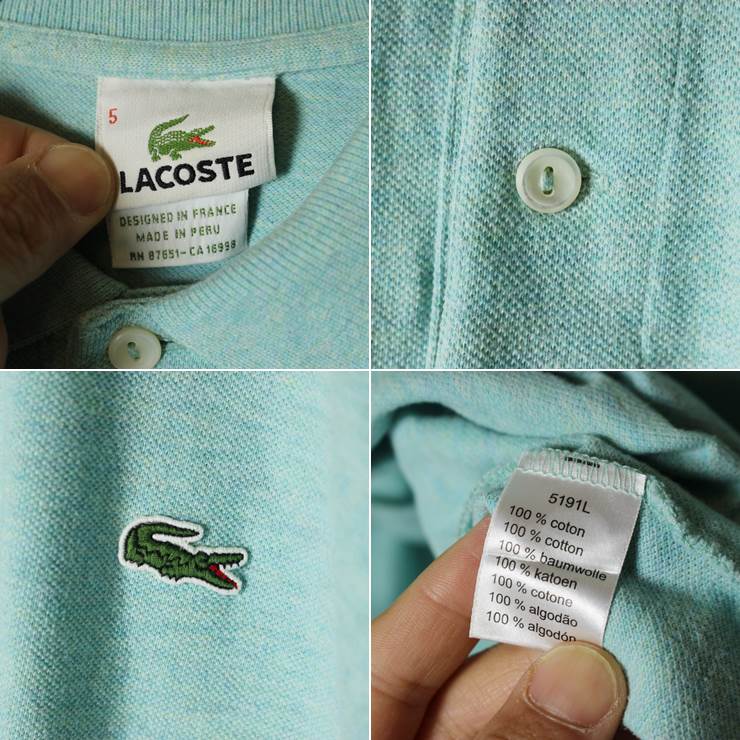 5
LACOSTE
DESIGNED IN FRANCE
MADE IN PERU
RN 87651-CA 16998
5191L
100 % coton
100 % cotton
100 % baumwolle
100 % katoen
100 % cotone
100 % algodão
100 % algodón